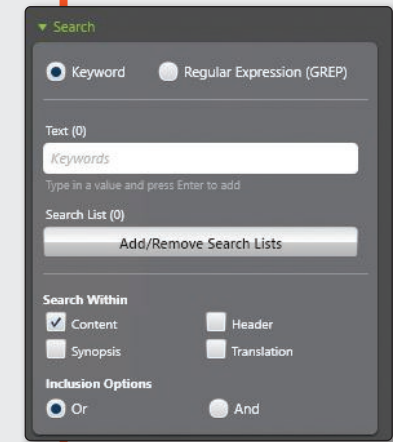 Search
Keyword Regular Expression (GREP)
Text (0)
Keywords
Type in a value and press Enter to add
Search List (0)
Add/Remove Search Lists
Search Within
Content Header
Synopsis Translation
Inclusion Options
Or And